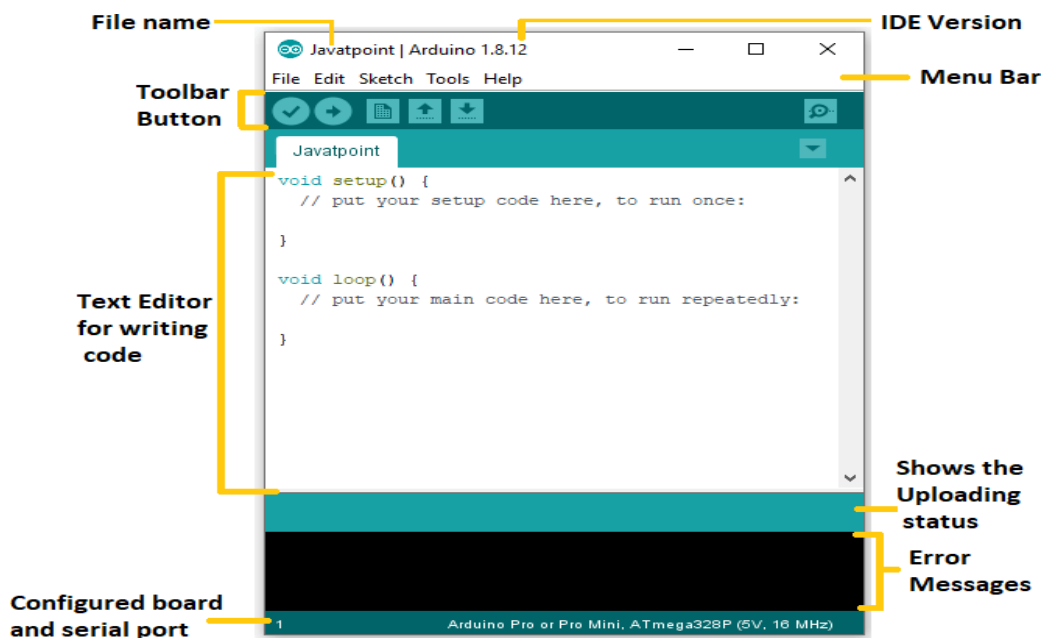 File name
IDE Version
Javatpoint | Arduino 1.8.12
File Edit Sketch Tools Help
Menu Bar
Toolbar
Button
Javatpoint
void setup() {
// put your setup code here, to run once:
}
void loop() {
// put your main code here, to run repeatedly:
}
Text Editor
for writing
code
Shows the
Uploading
status
Error
Messages
Configured board
and serial port
1
Arduino Pro or Pro Mini, ATmega328P (5V, 16 MHz)